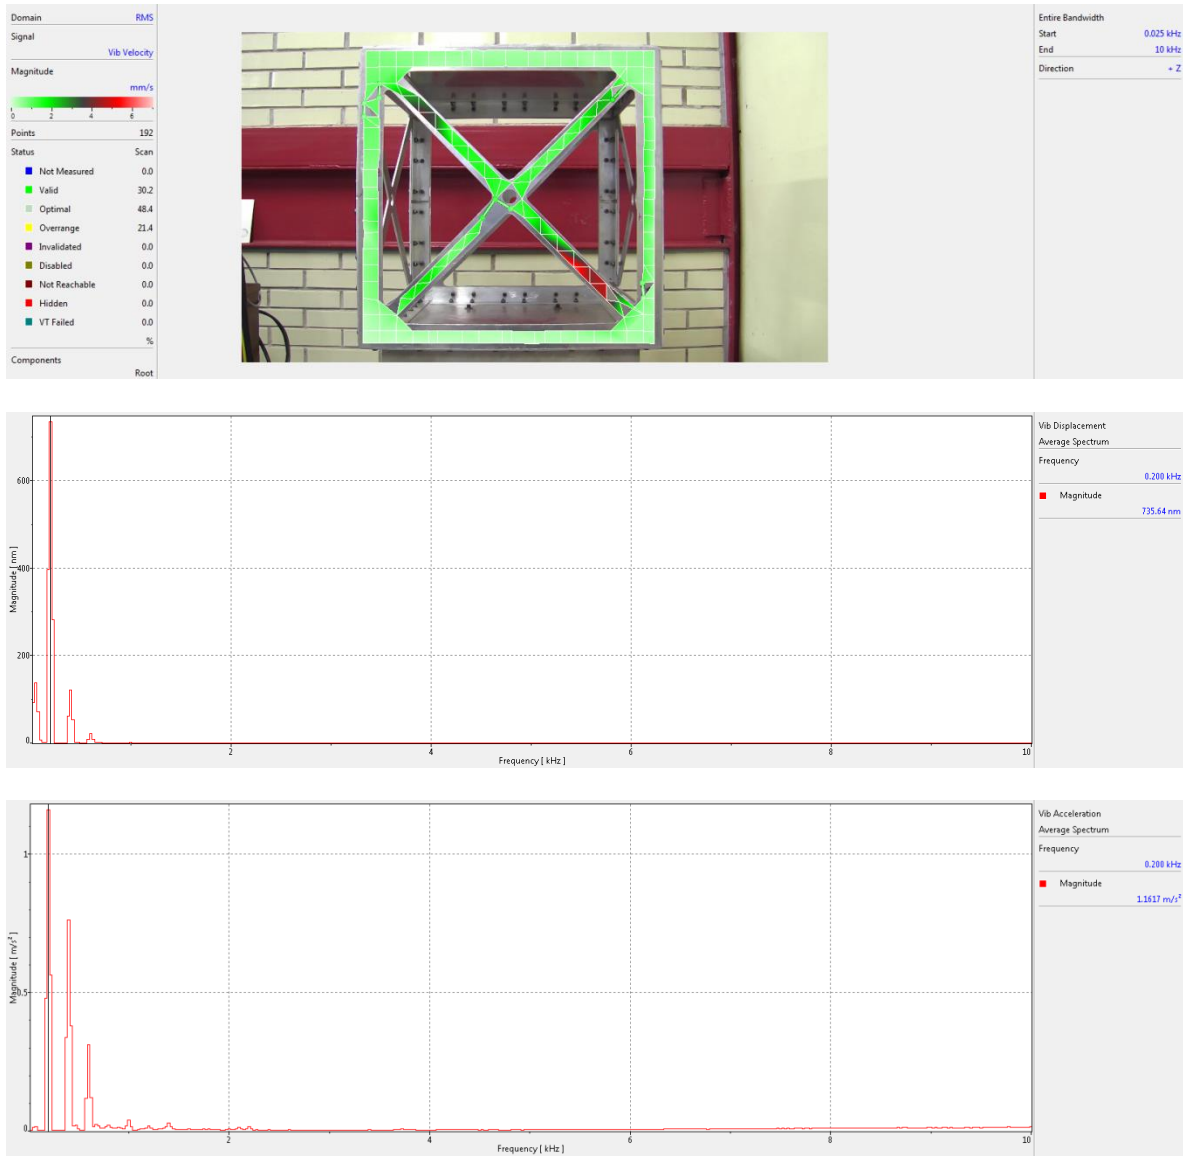 Domain RMS
Signal
Vib Velocity
Magnitude
mm/s
0 2 4 6
Points 192
Status Scan
Not Measured 0.0
Valid 30.2
Optimal 48.4
Overrange 21.4
Invalidated 0.0
Disabled 0.0
Not Reachable 0.0
Hidden 0.0
VT Failed 0.0
%
Components
Root
Entire Bandwidth
Start 0.025 kHz
End 10 kHz
Direction + Z
600
400
200
0
Magnitude [ nm ]
2 4 6 8 10
Frequency [ kHz ]
Vib Displacement
Average Spectrum
Frequency
0.200 kHz
Magnitude
735.64 nm
1
0.5
0
Magnitude [ m/s² ]
2 4 6 8 10
Frequency [ kHz ]
Vib Acceleration
Average Spectrum
Frequency
0.200 kHz
Magnitude
1.1617 m/s²